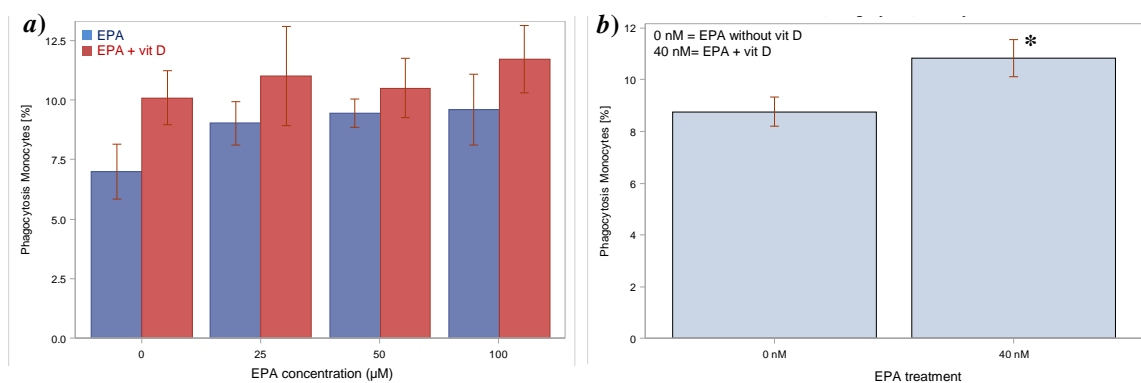 a)
EPA
EPA + vit D
Phagocytosis Monocytes [%]
12.5
10.0
7.5
5.0
2.5
0.0
0 25 50 100
EPA concentration (µM)
b)
0 nM = EPA without vit D
40 nM= EPA + vit D
*
Phagocytosis Monocytes [%]
12
10
8
6
4
2
0
0 nM 40 nM
EPA treatment